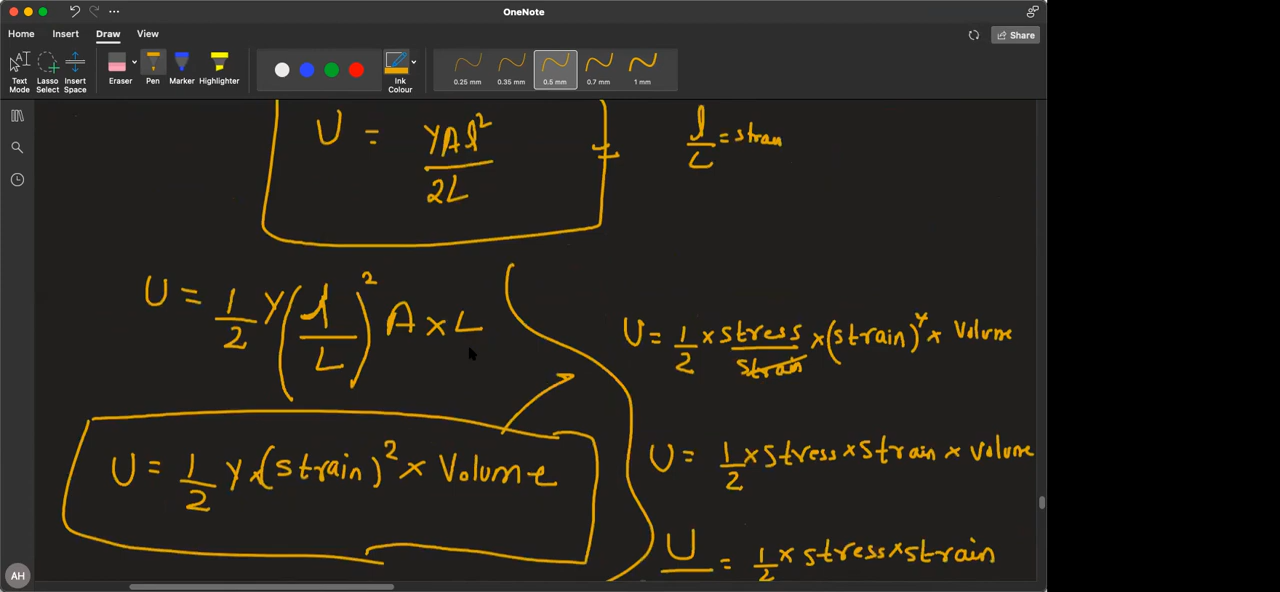 OneNote
Home Insert Draw View
Share
Text Mode
Lasso Select
Insert Space
Eraser
Pen
Marker
Highlighter
Ink Colour
0.25 mm
0.35 mm
0.5 mm
0.7 mm
1 mm
U = YAl²/2L
l/L = stran
U = 1/2 Y (l/L)² A × L
U = 1/2 Y × (strain)² × Volume
U = 1/2 × stress/strain × (strain)² × Volume
U = 1/2 × stress × strain × volume
U = 1/2 × stress × strain
AH